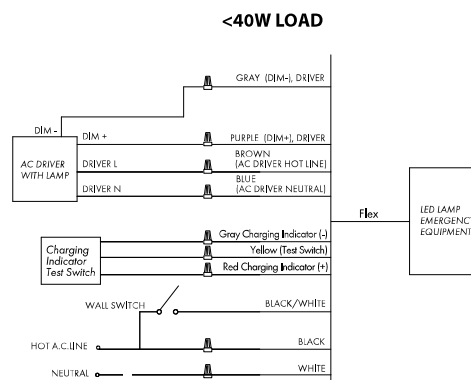 <40W LOAD
GRAY (DIM-), DRIVER
DIM -
DIM +
PURPLE (DIM+), DRIVER
AC DRIVER
WITH LAMP
DRIVER L
BROWN
(AC DRIVER HOT LINE)
DRIVER N
BLUE
(AC DRIVER NEUTRAL)
Flex
LED LAMP
EMERGENCY
EQUIPMENT
Gray Charging Indicator (-)
Charging
Indicator
Test Switch
Yellow (Test Switch)
Red Charging Indicator (+)
WALL SWITCH
BLACK/WHITE
HOT A.C.LINE
BLACK
NEUTRAL
WHITE